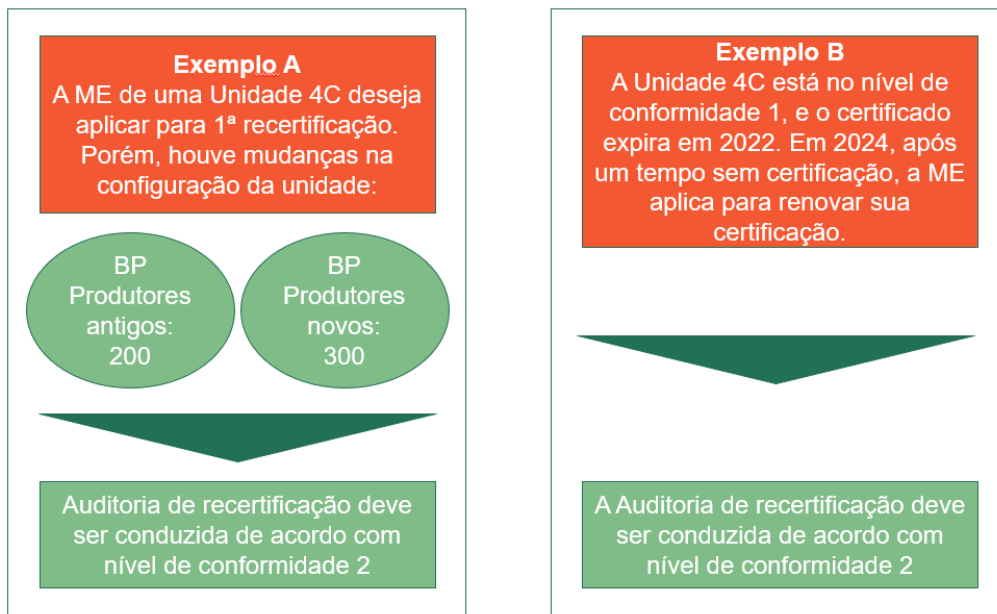 Exemplo A
A ME de uma Unidade 4C deseja
aplicar para 1ª recertificação.
Porém, houve mudanças na
configuração da unidade:
BP
Produtores
antigos:
200
BP
Produtores
novos:
300
Auditoria de recertificação deve
ser conduzida de acordo com
nível de conformidade 2
Exemplo B
A Unidade 4C está no nível de
conformidade 1, e o certificado
expira em 2022. Em 2024, após
um tempo sem certificação, a ME
aplica para renovar sua
certificação.
A Auditoria de recertificação deve
ser conduzida de acordo com
nível de conformidade 2